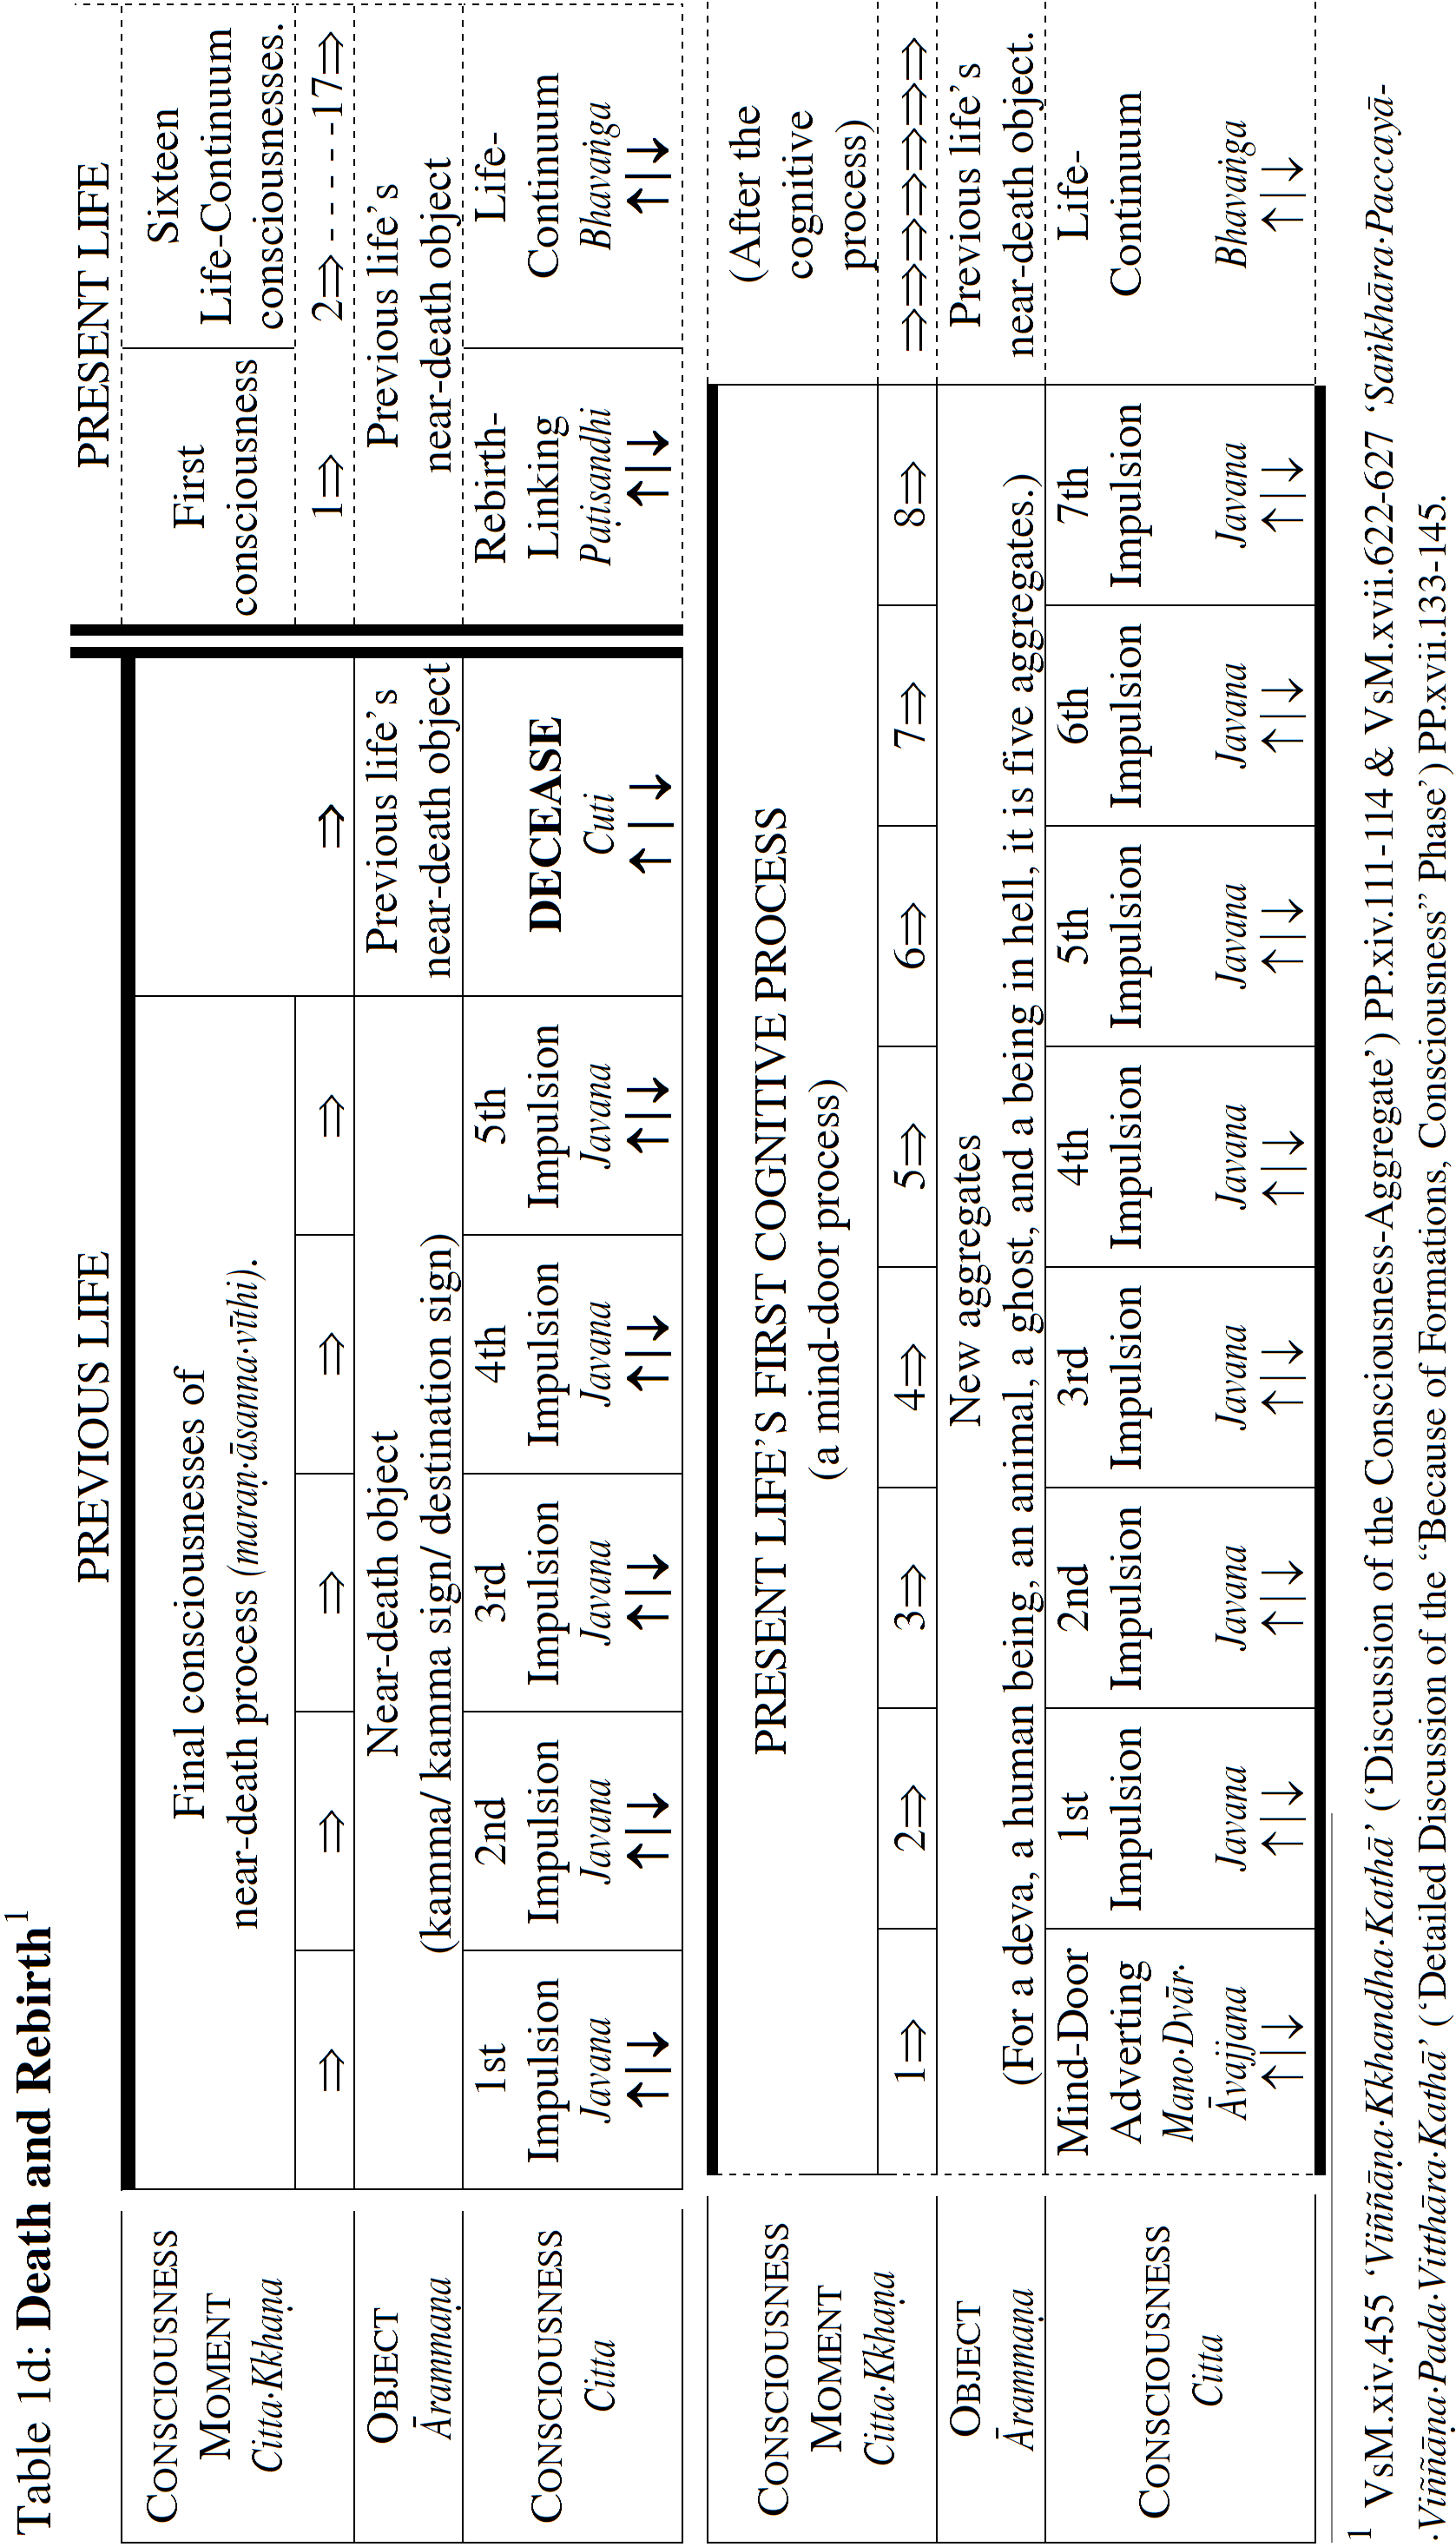 Table 1d: Death and Rebirth1
PREVIOUS LIFE
PRESENT LIFE
CONSCIOUSNESS
MOMENT
Citta·Kkhaṇa
Final consciousnesses of
near-death process (maraṇ·āsanna·vīthi).
First
consciousness
Sixteen
Life-Continuum
consciousnesses.
⇒ ⇒ ⇒ ⇒ ⇒ ⇒ 1⇒ 2⇒- - - - -17⇒
OBJECT
Ārammaṇa
Near-death object
(kamma/ kamma sign/ destination sign)
Previous life’s
near-death object
Previous life’s
near-death object
CONSCIOUSNESS
Citta
1st
Impulsion
Javana
↑|↓
2nd
Impulsion
Javana
↑|↓
3rd
Impulsion
Javana
↑|↓
4th
Impulsion
Javana
↑|↓
5th
Impulsion
Javana
↑|↓
DECEASE
Cuti
↑ | ↓
Rebirth-
Linking
Paṭisandhi
↑|↓
Life-
Continuum
Bhavaṅga
↑|↓
CONSCIOUSNESS
MOMENT
Citta·Kkhaṇa
PRESENT LIFE’S FIRST COGNITIVE PROCESS
(a mind-door process)
(After the
cognitive
process)
1⇒ 2⇒ 3⇒ 4⇒ 5⇒ 6⇒ 7⇒ 8⇒ ⇒⇒⇒⇒⇒⇒⇒
OBJECT
Ārammaṇa
New aggregates
(For a deva, a human being, an animal, a ghost, and a being in hell, it is five aggregates.)
Previous life’s
near-death object.
CONSCIOUSNESS
Citta
Mind-Door
Adverting
Mano·Dvār·
Āvajjana
↑|↓
1st
Impulsion
Javana
↑|↓
2nd
Impulsion
Javana
↑|↓
3rd
Impulsion
Javana
↑|↓
4th
Impulsion
Javana
↑|↓
5th
Impulsion
Javana
↑|↓
6th
Impulsion
Javana
↑|↓
7th
Impulsion
Javana
↑|↓
Life-
Continuum
Bhavaṅga
↑|↓
1 VsM.xiv.455 ‘Viññāṇa·Kkhandha·Kathā’ (‘Discussion of the Consciousness-Aggregate’) PP.xiv.111-114 & VsM.xvii.622-627 ‘Saṅkhāra·Paccayā-
·Viññāṇa·Pada·Vitthāra·Kathā’ (‘Detailed Discussion of the “Because of Formations, Consciousness” Phase’) PP.xvii.133-145.